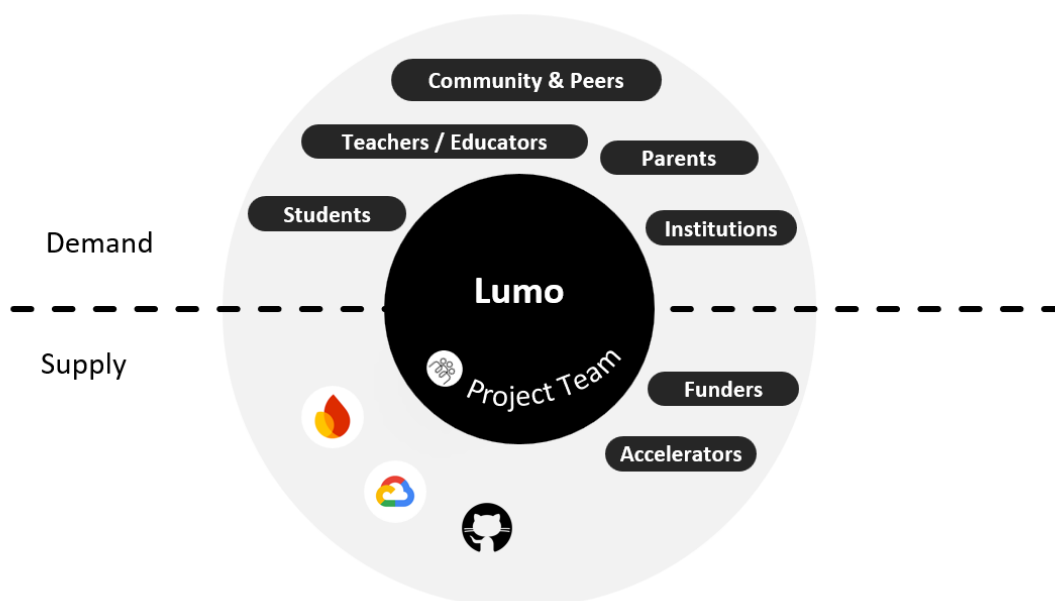 Community & Peers
Teachers / Educators
Parents
Students
Institutions
Demand
Lumo
Supply
Project Team
Funders
Accelerators